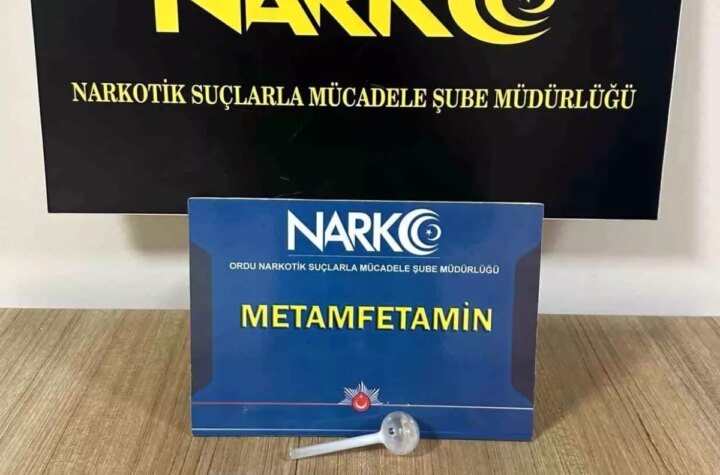 NARKO
NARKOTİK SUÇLARLA MÜCADELE ŞUBE MÜDÜRLÜĞÜ
NARKO
ORDU NARKOTİK SUÇLARLA MÜCADELE ŞUBE MÜDÜRLÜĞÜ
METAMFETAMİN